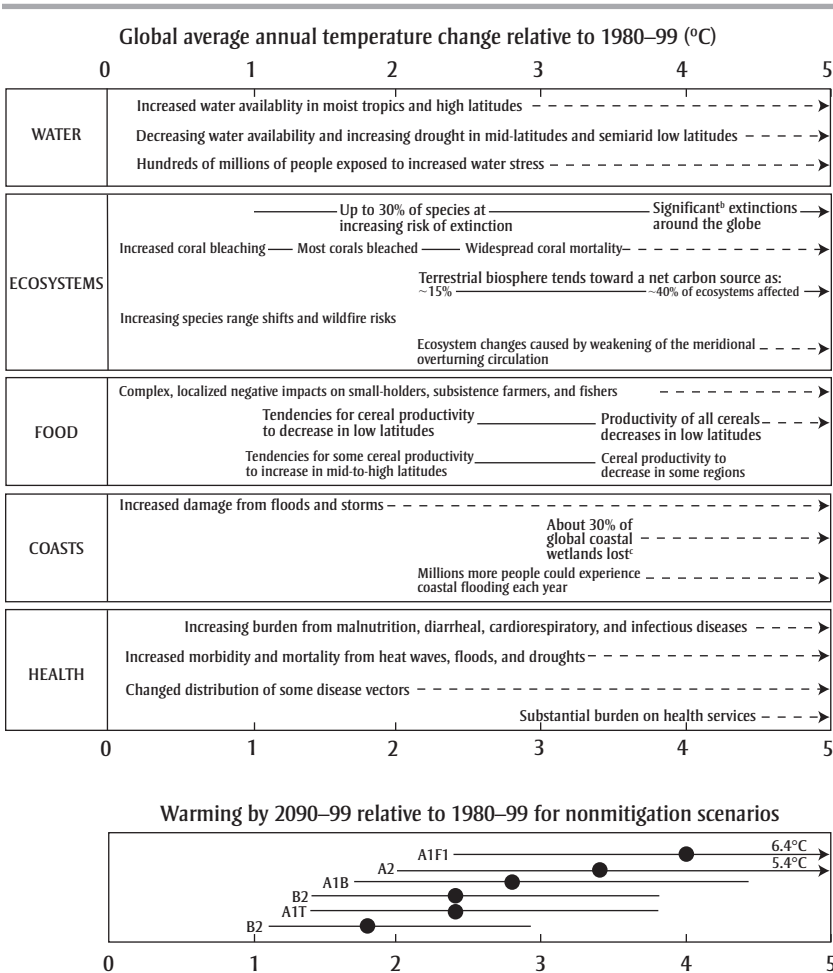 Global average annual temperature change relative to 1980–99 (ºC)
0 1 2 3 4 5
WATER
Increased water availablity in moist tropics and high latitudes
Decreasing water availability and increasing drought in mid-latitudes and semiarid low latitudes
Hundreds of millions of people exposed to increased water stress
ECOSYSTEMS
Up to 30% of species at
increasing risk of extinction
Significantᵇ extinctions
around the globe
Increased coral bleaching Most corals bleached Widespread coral mortality
Terrestrial biosphere tends toward a net carbon source as:
~15% ~40% of ecosystems affected
Increasing species range shifts and wildfire risks
Ecosystem changes caused by weakening of the meridional
overturning circulation
FOOD
Complex, localized negative impacts on small-holders, subsistence farmers, and fishers
Tendencies for cereal productivity
to decrease in low latitudes
Productivity of all cereals
decreases in low latitudes
Tendencies for some cereal productivity
to increase in mid-to-high latitudes
Cereal productivity to
decrease in some regions
COASTS
Increased damage from floods and storms
About 30% of
global coastal
wetlands lostᶜ
Millions more people could experience
coastal flooding each year
HEALTH
Increasing burden from malnutrition, diarrheal, cardiorespiratory, and infectious diseases
Increased morbidity and mortality from heat waves, floods, and droughts
Changed distribution of some disease vectors
Substantial burden on health services
0 1 2 3 4 5
Warming by 2090–99 relative to 1980–99 for nonmitigation scenarios
A1F1 6.4°C
A2 5.4°C
A1B
B2
A1T
B2
0 1 2 3 4 5